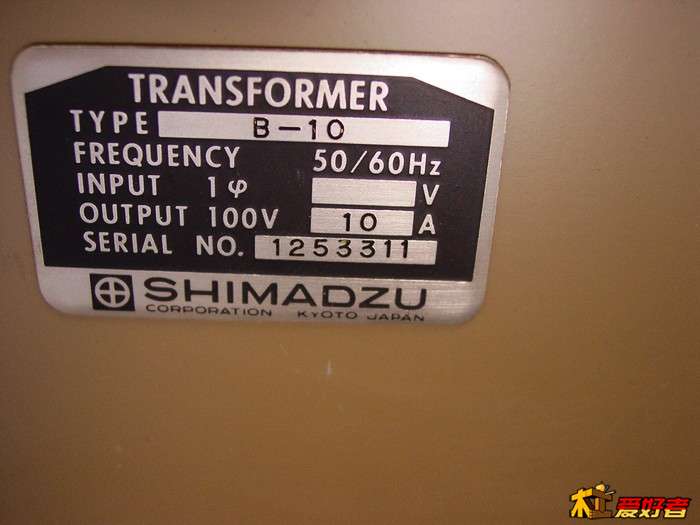 TRANSFORMER
TYPE B-10
FREQUENCY 50/60Hz
INPUT 1φ V
OUTPUT 100V 10 A
SERIAL NO. 1253311
SHIMADZU
CORPORATION KYOTO JAPAN
爱好者